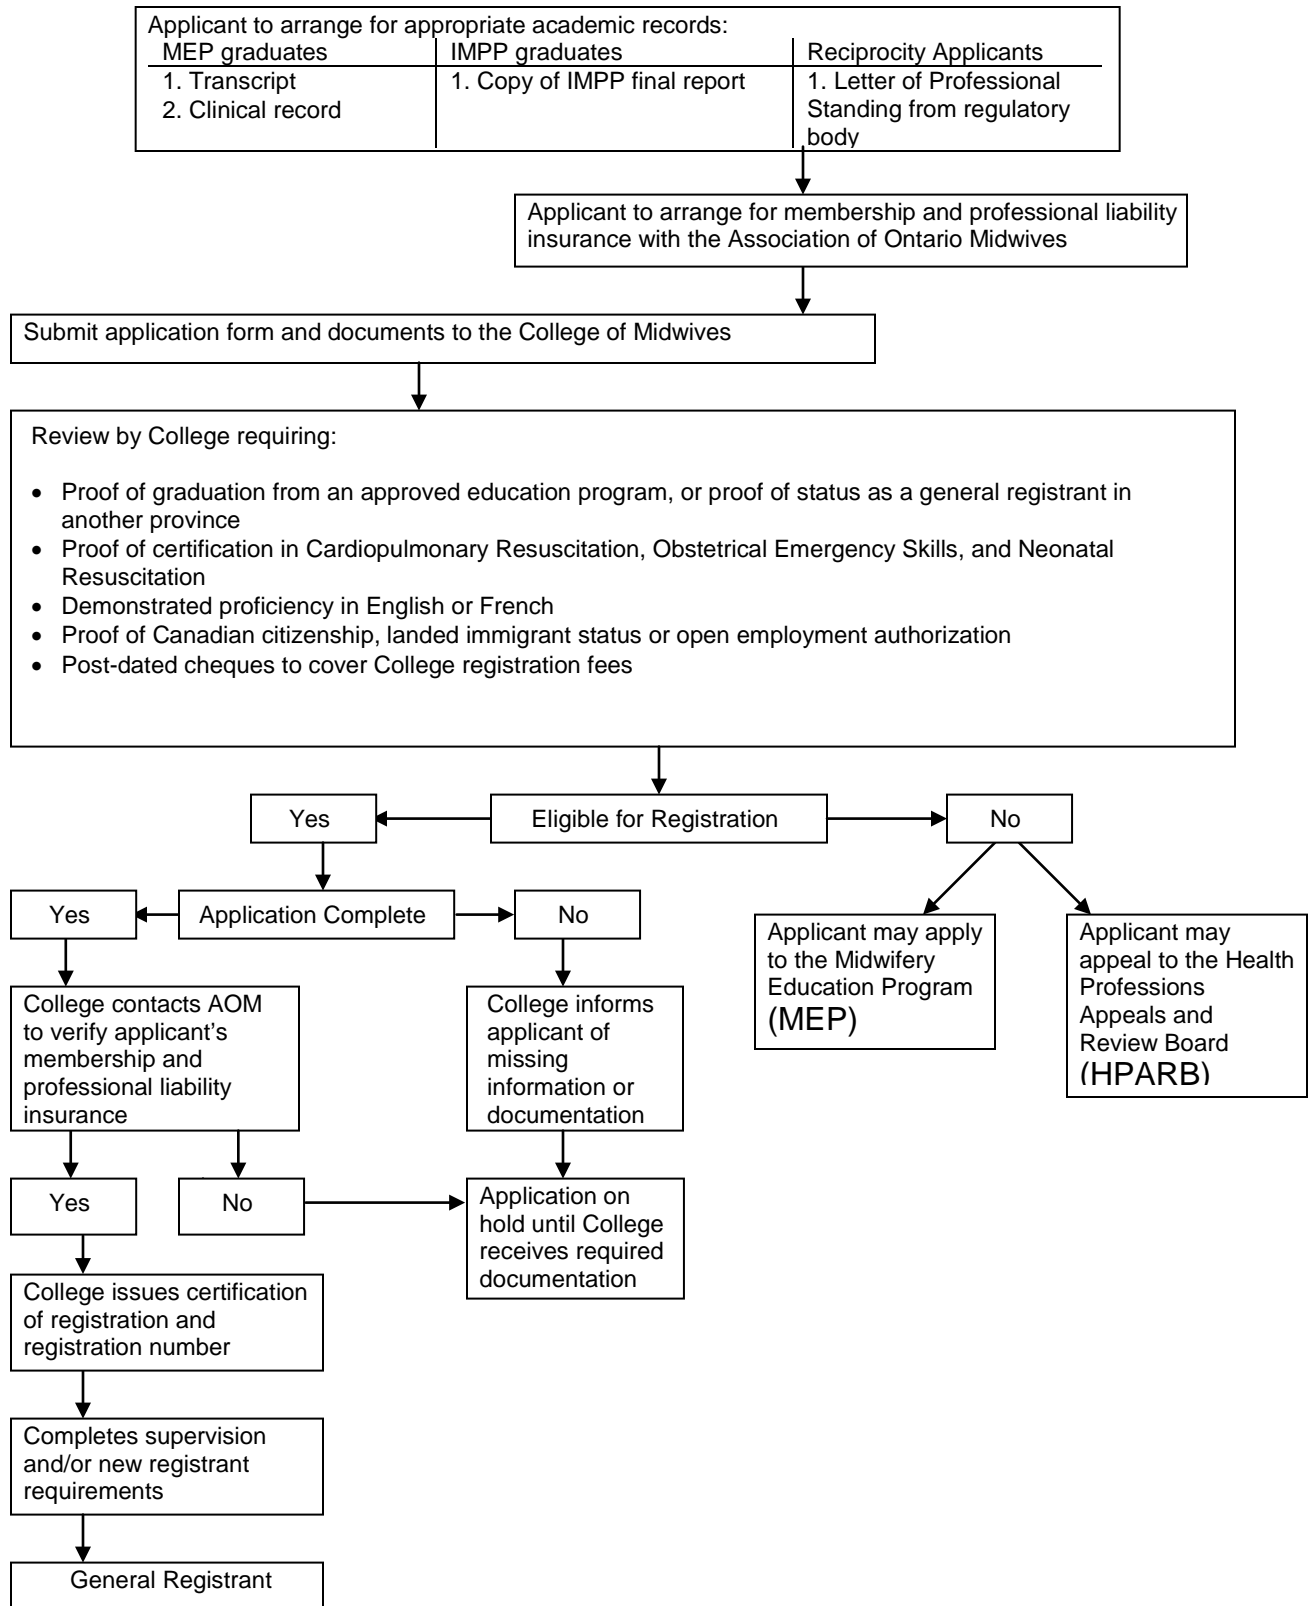 Applicant to arrange for appropriate academic records:
MEP graduates
IMPP graduates
Reciprocity Applicants
1. Transcript
2. Clinical record
1. Copy of IMPP final report
1. Letter of Professional
Standing from regulatory
body
Applicant to arrange for membership and professional liability
insurance with the Association of Ontario Midwives
Submit application form and documents to the College of Midwives
Review by College requiring:
• Proof of graduation from an approved education program, or proof of status as a general registrant in
another province
• Proof of certification in Cardiopulmonary Resuscitation, Obstetrical Emergency Skills, and Neonatal
Resuscitation
• Demonstrated proficiency in English or French
• Proof of Canadian citizenship, landed immigrant status or open employment authorization
• Post-dated cheques to cover College registration fees
Yes
Eligible for Registration
No
Yes
Application Complete
No
Applicant may apply
to the Midwifery
Education Program
(MEP)
Applicant may
appeal to the Health
Professions
Appeals and
Review Board
(HPARB)
College contacts AOM
to verify applicant's
membership and
professional liability
insurance
College informs
applicant of
missing
information or
documentation
Yes
No
Application on
hold until College
receives required
documentation
College issues certification
of registration and
registration number
Completes supervision
and/or new registrant
requirements
General Registrant